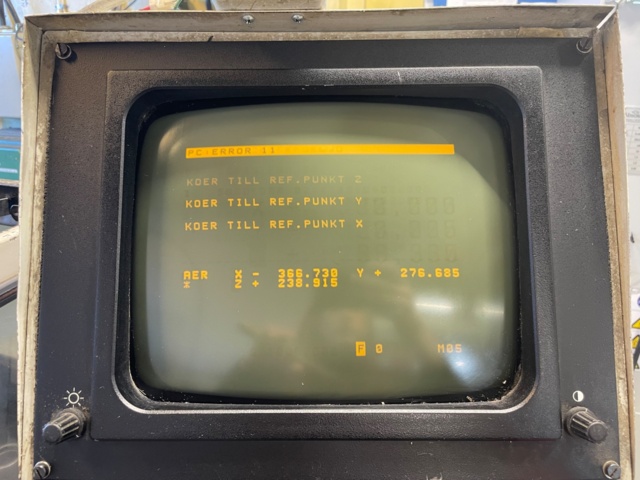 PC-ERROR 11
KOER TILL REF.PUNKT Z
KOER TILL REF.PUNKT Y
KOER TILL REF.PUNKT X
AER X - 366.730 Y + 276.685
Z + 238.915
F 0 M05